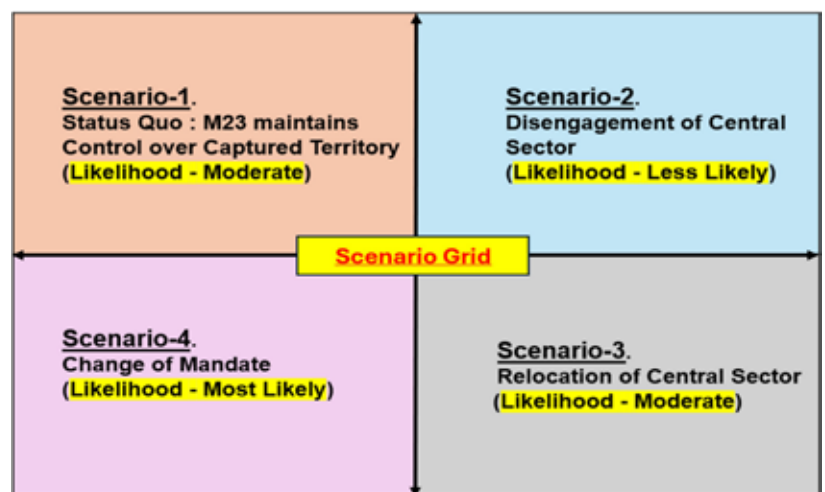 Scenario-1.
Status Quo : M23 maintains
Control over Captured Territory
(Likelihood - Moderate)
Scenario-2.
Disengagement of Central
Sector
(Likelihood - Less Likely)
Scenario Grid
Scenario-4.
Change of Mandate
(Likelihood - Most Likely)
Scenario-3.
Relocation of Central Sector
(Likelihood - Moderate)